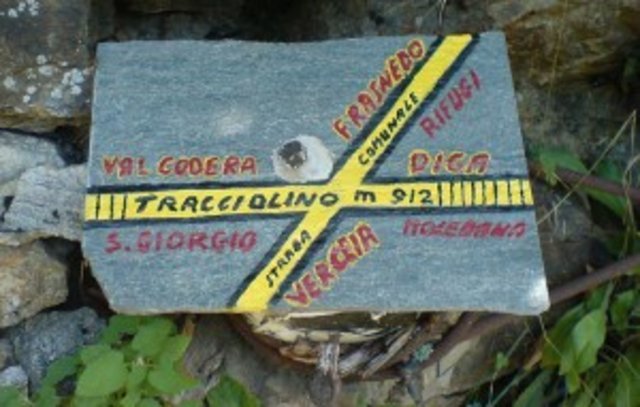 FRASNEDO
COMUNALE
RIFUGI
VAL CODERA
DIGA
TRACCIOLINO m 912
S. GIORGIO
STRADA
VERCEIA